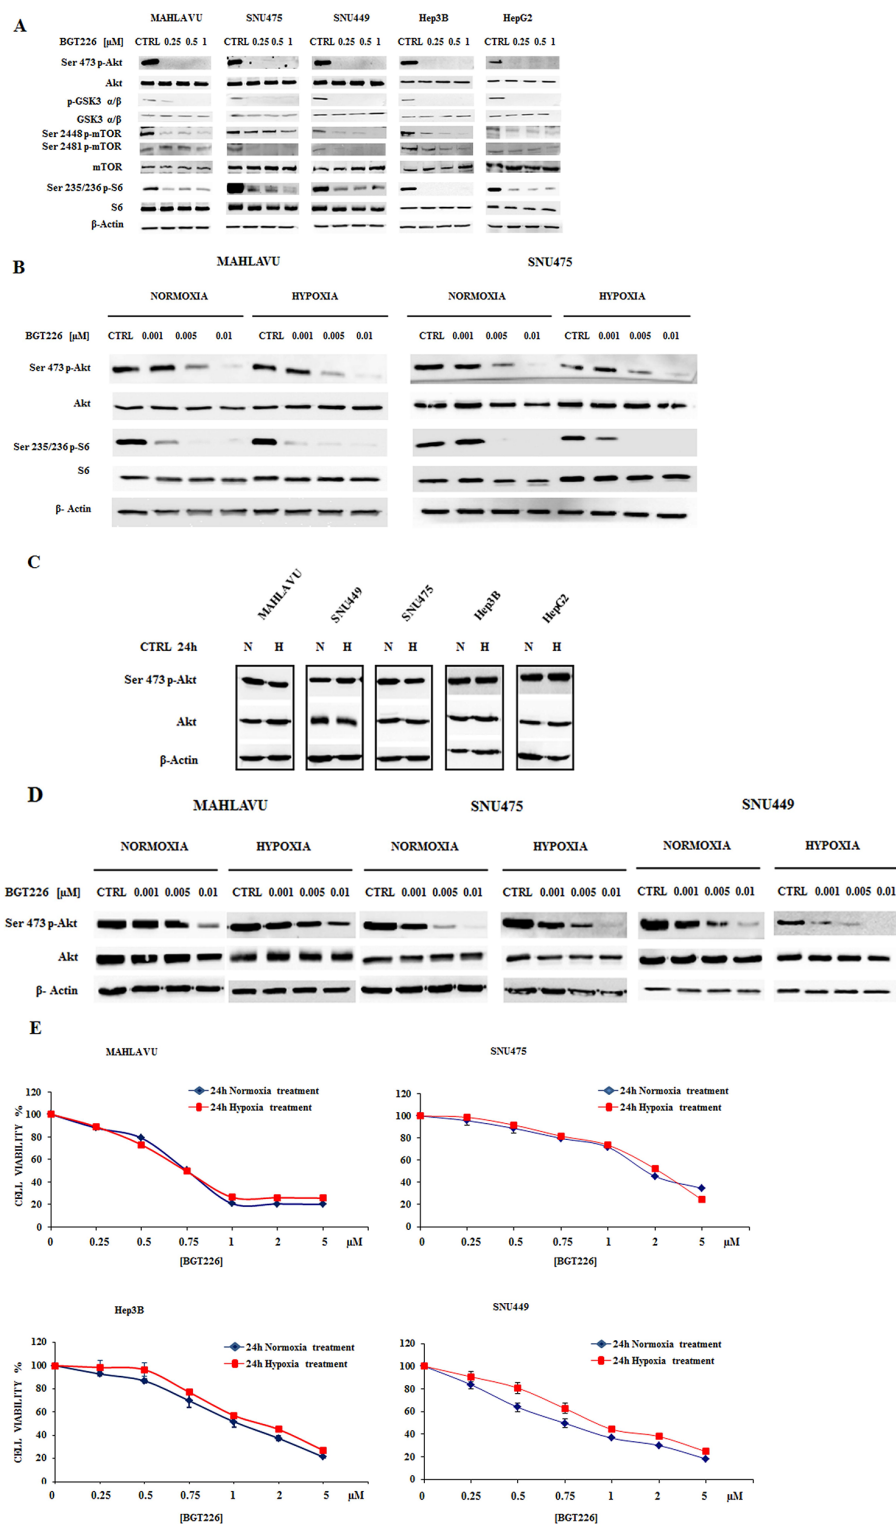 A
MAHLAVU SNU475 SNU449 Hep3B HepG2
BGT226 [µM] CTRL 0.25 0.5 1 CTRL 0.25 0.5 1 CTRL 0.25 0.5 1 CTRL 0.25 0.5 1 CTRL 0.25 0.5 1
Ser 473 p-Akt
Akt
p-GSK3 α/β
GSK3 α/β
Ser 2448 p-mTOR
Ser 2481 p-mTOR
mTOR
Ser 235/236 p-S6
S6
β-Actin
B
MAHLAVU SNU475
NORMOXIA HYPOXIA NORMOXIA HYPOXIA
BGT226 [µM] CTRL 0.001 0.005 0.01 CTRL 0.001 0.005 0.01 CTRL 0.001 0.005 0.01 CTRL 0.001 0.005 0.01
Ser 473 p-Akt
Akt
Ser 235/236 p-S6
S6
β- Actin
C
MAHLAVU SNU449 SNU475 Hep3B HepG2
CTRL 24h N H N H N H N H N H
Ser 473 p-Akt
Akt
β-Actin
D
MAHLAVU SNU475 SNU449
NORMOXIA HYPOXIA NORMOXIA HYPOXIA NORMOXIA HYPOXIA
BGT226 [µM] CTRL 0.001 0.005 0.01 CTRL 0.001 0.005 0.01 CTRL 0.001 0.005 0.01 CTRL 0.001 0.005 0.01 CTRL 0.001 0.005 0.01 CTRL 0.001 0.005 0.01
Ser 473 p-Akt
Akt
β- Actin
E
MAHLAVU
24h Normoxia treatment
24h Hypoxia treatment
CELL VIABILITY %
120
100
80
60
40
20
0
0 0.25 0.5 0.75 1 2 5 µM
[BGT226]
SNU475
24h Normoxia treatment
24h Hypoxia treatment
120
100
80
60
40
20
0
0 0.25 0.5 0.75 1 2 5 µM
[BGT226]
Hep3B
24h Normoxia treatment
24h Hypoxia treatment
CELL VIABILITY %
120
100
80
60
40
20
0
0 0.25 0.5 0.75 1 2 5 µM
[BGT226]
SNU449
24h Normoxia treatment
24h Hypoxia treatment
120
100
80
60
40
20
0
0 0.25 0.5 0.75 1 2 5 µM
[BGT226]